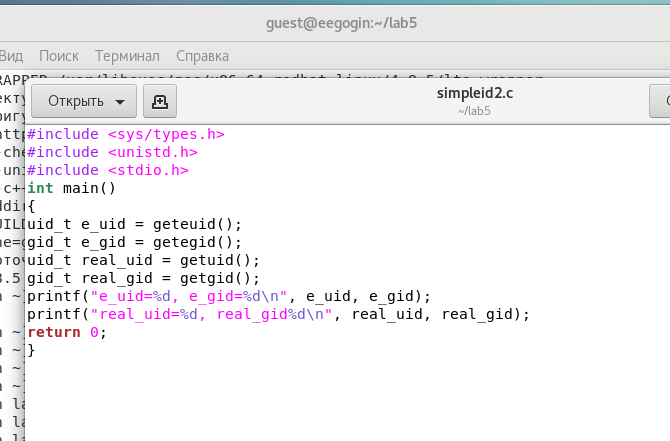 guest@eegogin:~/lab5
Вид Поиск Терминал Справка
Открыть
simpleid2.c
~/lab5
#include <sys/types.h>
#include <unistd.h>
#include <stdio.h>
int main()
{
uid_t e_uid = geteuid();
gid_t e_gid = getegid();
uid_t real_uid = getuid();
gid_t real_gid = getgid();
printf("e_uid=%d, e_gid=%d\n", e_uid, e_gid);
printf("real_uid=%d, real_gid%d\n", real_uid, real_gid);
return 0;
}